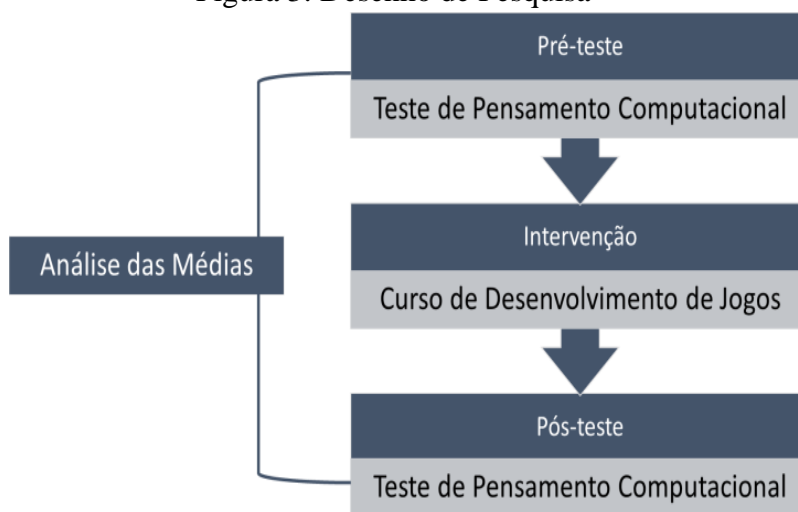 Pré-teste
Teste de Pensamento Computacional
Intervenção
Análise das Médias
Curso de Desenvolvimento de Jogos
Pós-teste
Teste de Pensamento Computacional